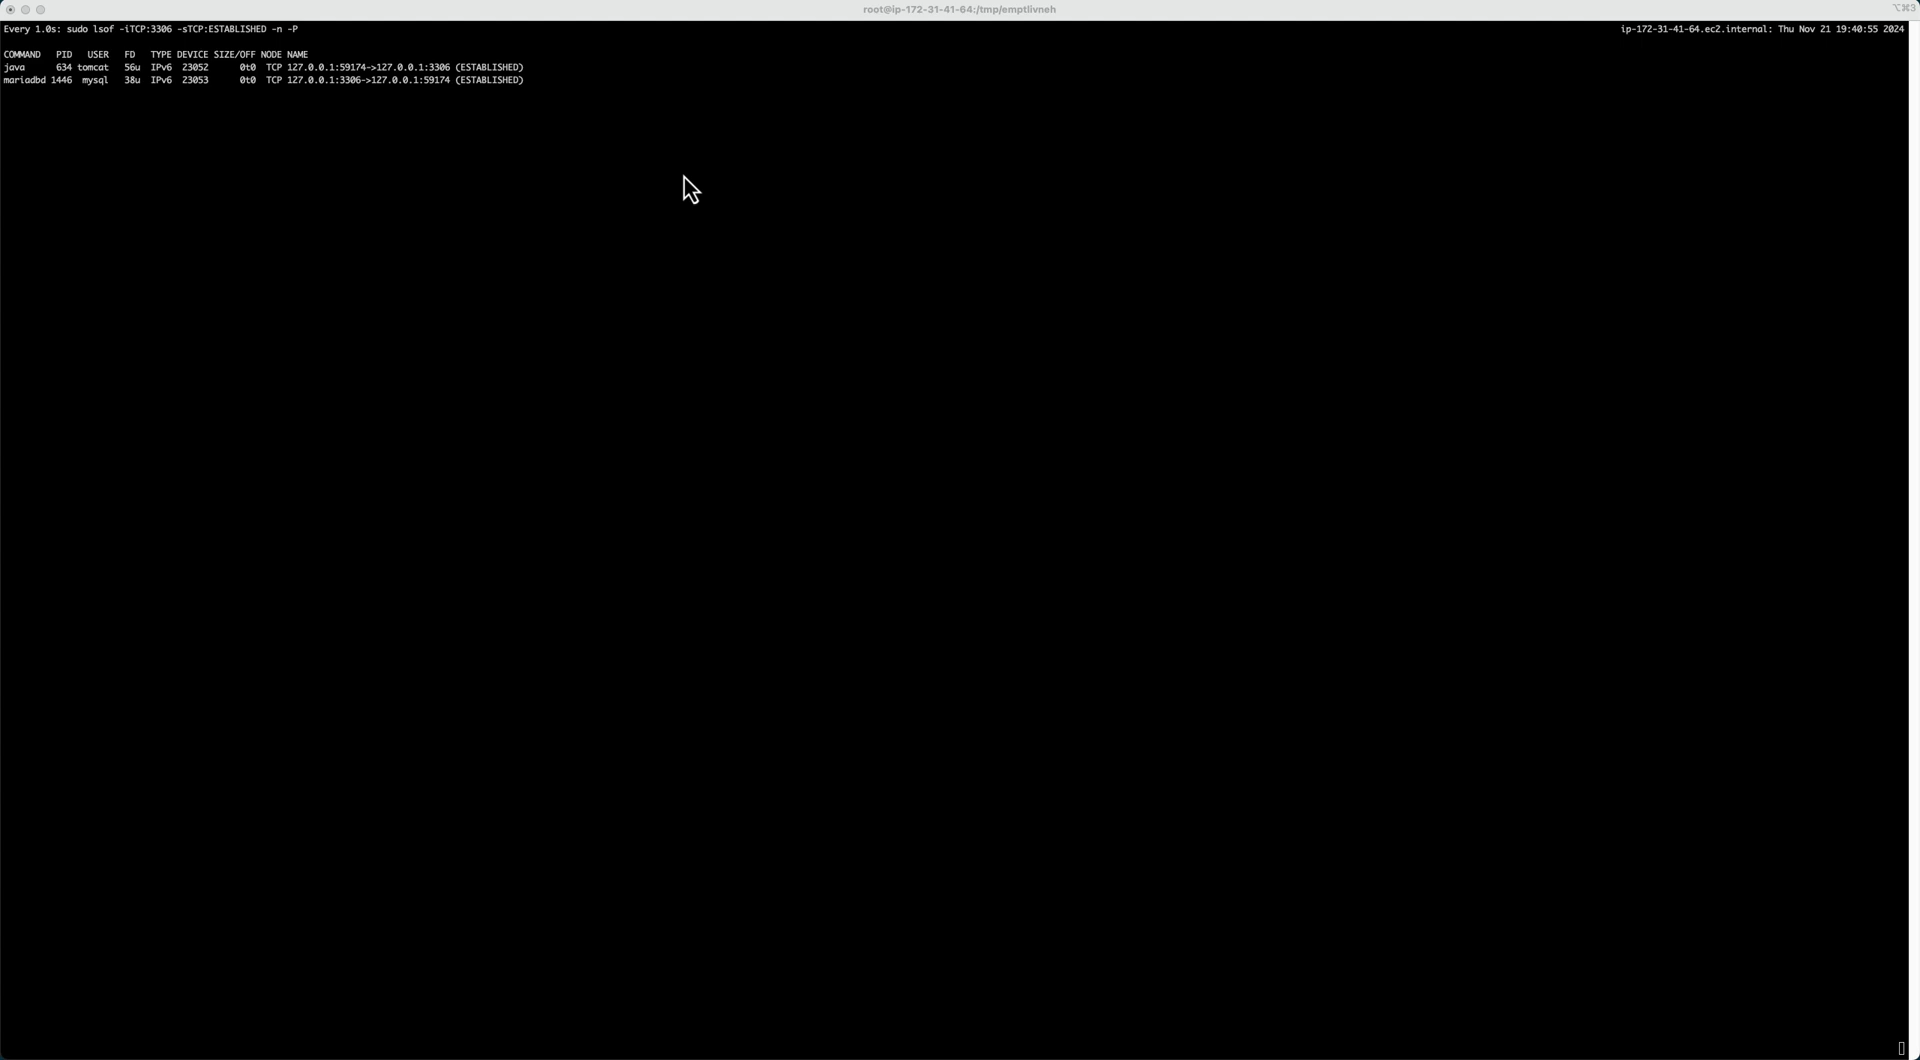 root@ip-172-31-41-64:/tmp/emptlivneh
⌥⌘3
Every 1.0s: sudo lsof -iTCP:3306 -sTCP:ESTABLISHED -n -P
ip-172-31-41-64.ec2.internal: Thu Nov 21 19:40:55 2024
COMMAND   PID   USER   FD   TYPE DEVICE SIZE/OFF NODE NAME
java      634 tomcat   56u  IPv6  23052      0t0  TCP 127.0.0.1:59174->127.0.0.1:3306 (ESTABLISHED)
mariadbd 1446  mysql   38u  IPv6  23053      0t0  TCP 127.0.0.1:3306->127.0.0.1:59174 (ESTABLISHED)